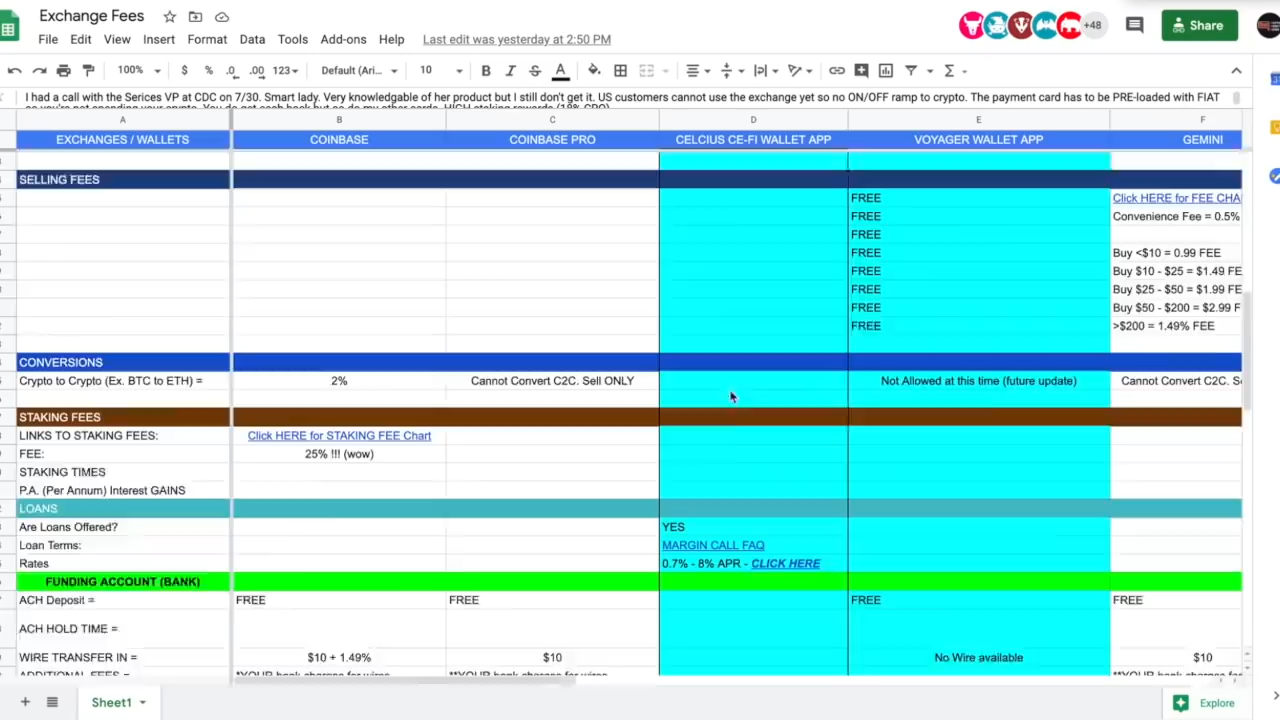 Exchange Fees
File Edit View Insert Format Data Tools Add-ons Help Last edit was yesterday at 2:50 PM
+48
Share
100% $ % .0 .00 123 Default (Ari... 10 B I S A Σ
I had a call with the Serices VP at CDC on 7/30. Smart lady. Very knowledgable of her product but I still don't get it. US customers cannot use the exchange yet so no ON/OFF ramp to crypto. The payment card has to be PRE-loaded with FIAT
A B C D E F
EXCHANGES / WALLETS COINBASE COINBASE PRO CELCIUS CE-FI WALLET APP VOYAGER WALLET APP GEMINI
SELLING FEES
FREE Click HERE for FEE CHA
FREE Convenience Fee = 0.5%
FREE
FREE Buy <$10 = 0.99 FEE
FREE Buy $10 - $25 = $1.49 FE
FREE Buy $25 - $50 = $1.99 FE
FREE Buy $50 - $200 = $2.99 F
FREE >$200 = 1.49% FEE
CONVERSIONS
Crypto to Crypto (Ex. BTC to ETH) = 2% Cannot Convert C2C. Sell ONLY Not Allowed at this time (future update) Cannot Convert C2C. S
STAKING FEES
LINKS TO STAKING FEES: Click HERE for STAKING FEE Chart
FEE: 25% !!! (wow)
STAKING TIMES
P.A. (Per Annum) Interest GAINS
LOANS
Are Loans Offered? YES
Loan Terms: MARGIN CALL FAQ
Rates 0.7% - 8% APR - CLICK HERE
FUNDING ACCOUNT (BANK)
ACH Deposit = FREE FREE FREE FREE
ACH HOLD TIME =
WIRE TRANSFER IN = $10 + 1.49% $10 No Wire available $10
Sheet1
Explore